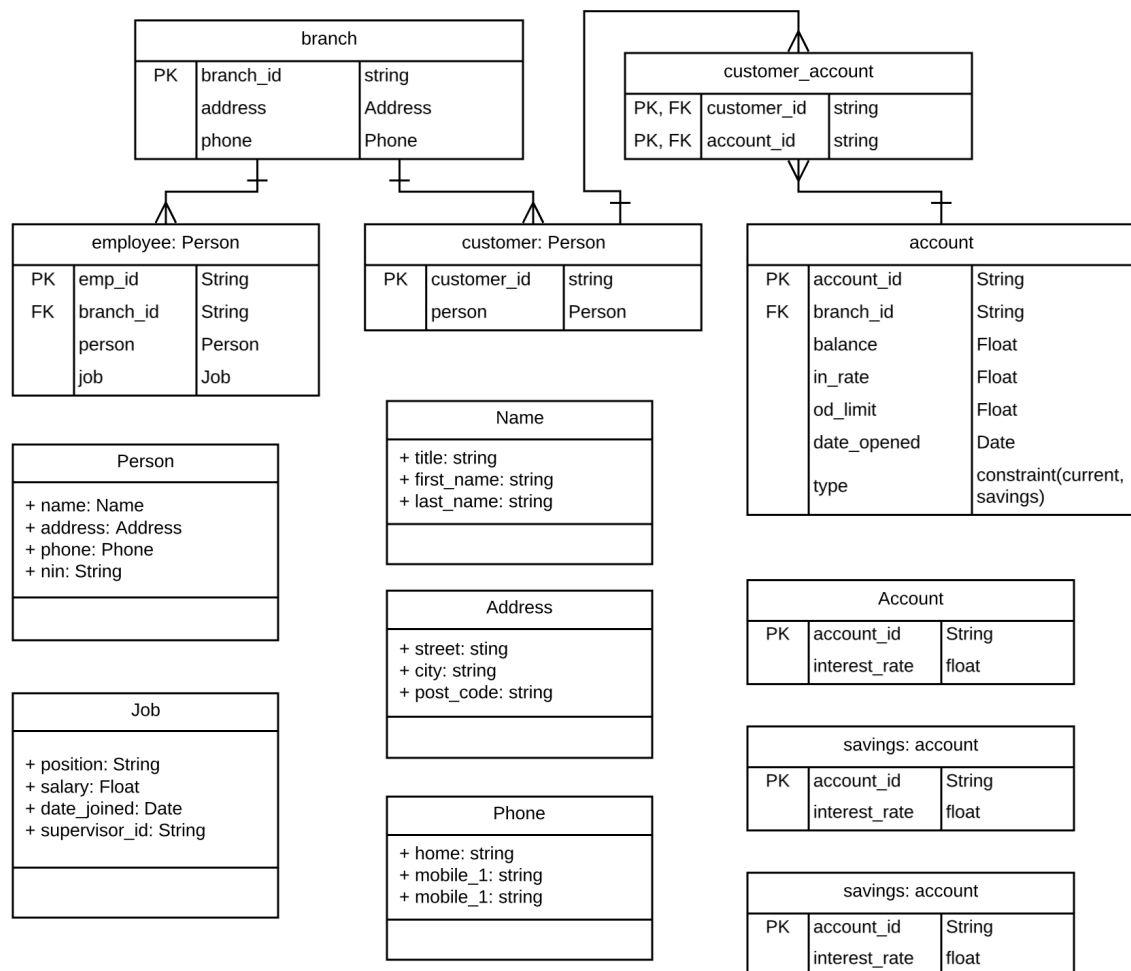 branch
PK branch_id string
address Address
phone Phone
customer_account
PK, FK customer_id string
PK, FK account_id string
employee: Person
PK emp_id String
FK branch_id String
person Person
job Job
customer: Person
PK customer_id string
person Person
account
PK account_id String
FK branch_id String
balance Float
in_rate Float
od_limit Float
date_opened Date
type constraint(current,
savings)
Person
+ name: Name
+ address: Address
+ phone: Phone
+ nin: String
Name
+ title: string
+ first_name: string
+ last_name: string
Address
+ street: sting
+ city: string
+ post_code: string
Account
PK account_id String
interest_rate float
Job
+ position: String
+ salary: Float
+ date_joined: Date
+ supervisor_id: String
savings: account
PK account_id String
interest_rate float
Phone
+ home: string
+ mobile_1: string
+ mobile_1: string
savings: account
PK account_id String
interest_rate float